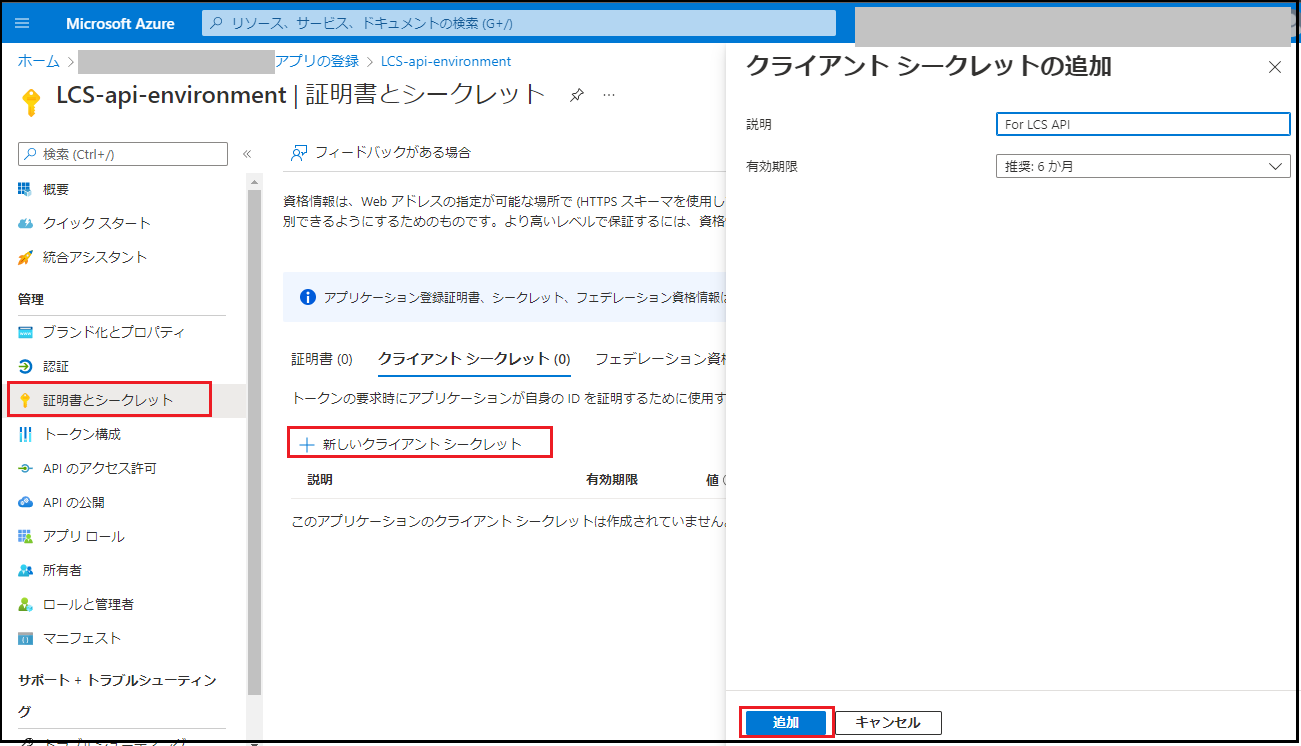 Microsoft Azure
リソース、サービス、ドキュメントの検索 (G+/)
ホーム >
アプリの登録 > LCS-api-environment
LCS-api-environment | 証明書とシークレット
検索 (Ctrl+/)
概要
クイック スタート
統合アシスタント
管理
ブランド化とプロパティ
認証
証明書とシークレット
トークン構成
API のアクセス許可
API の公開
アプリ ロール
所有者
ロールと管理者
マニフェスト
サポート + トラブルシューティン
グ
フィードバックがある場合
資格情報は、Web アドレスの指定が可能な場所で (HTTPS スキーマを使用し
別できるようにするためのものです。より高いレベルで保証するには、資格
アプリケーション登録証明書、シークレット、フェデレーション資格情報は
証明書 (0)
クライアント シークレット (0)
フェデレーション資格
トークンの要求時にアプリケーションが自身の ID を証明するために使用す
新しいクライアント シークレット
説明
有効期限
値 (
このアプリケーションのクライアント シークレットは作成されていません。
クライアント シークレットの追加
説明
For LCS API
有効期限
推奨: 6 か月
追加
キャンセル